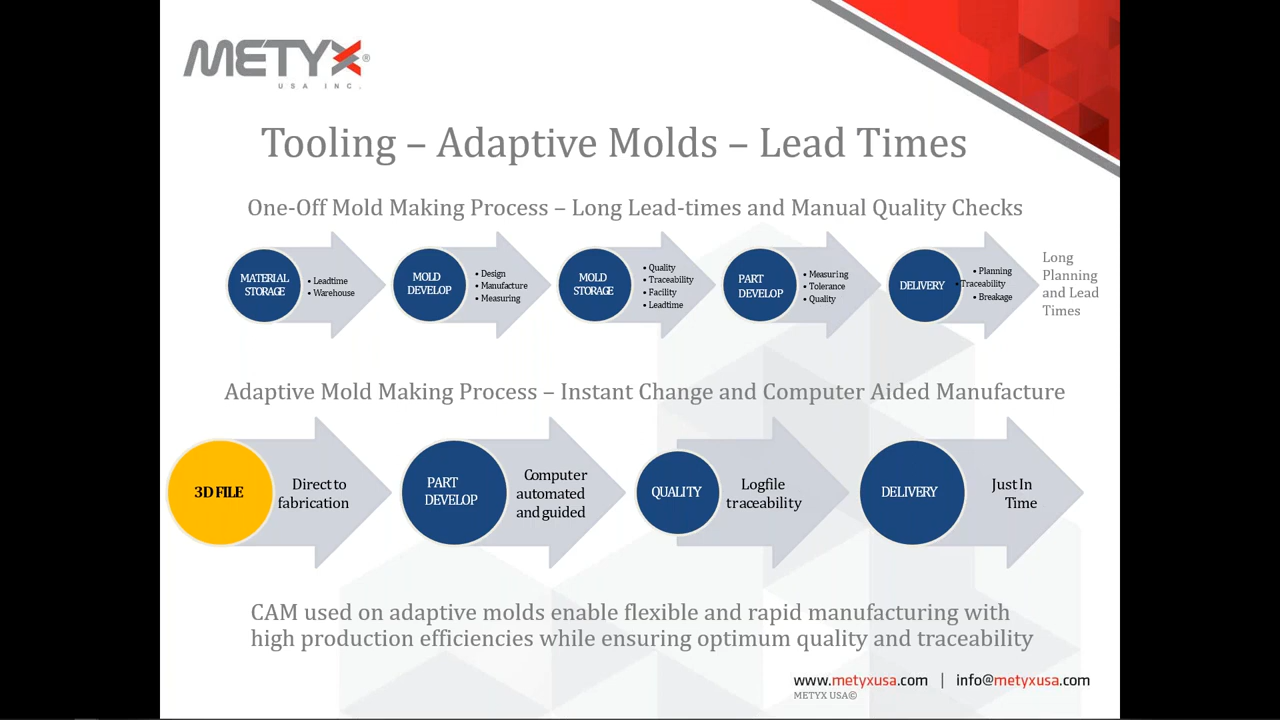 METYX®
USA INC.
Tooling – Adaptive Molds – Lead Times
One-Off Mold Making Process – Long Lead-times and Manual Quality Checks
MATERIAL
STORAGE
• Leadtime
• Warehouse
MOLD
DEVELOP
• Design
• Manufacture
• Measuring
MOLD
STORAGE
• Quality
• Traceability
• Facility
• Leadtime
PART
DEVELOP
• Measuring
• Tolerance
• Quality
DELIVERY
• Planning
• Traceability
• Breakage
Long
Planning
and Lead
Times
Adaptive Mold Making Process – Instant Change and Computer Aided Manufacture
3D FILE
Direct to
fabrication
PART
DEVELOP
Computer
automated
and guided
QUALITY
Logfile
traceability
DELIVERY
Just In
Time
CAM used on adaptive molds enable flexible and rapid manufacturing with
high production efficiencies while ensuring optimum quality and traceability
www.metyxusa.com | info@metyxusa.com
METYX USA©